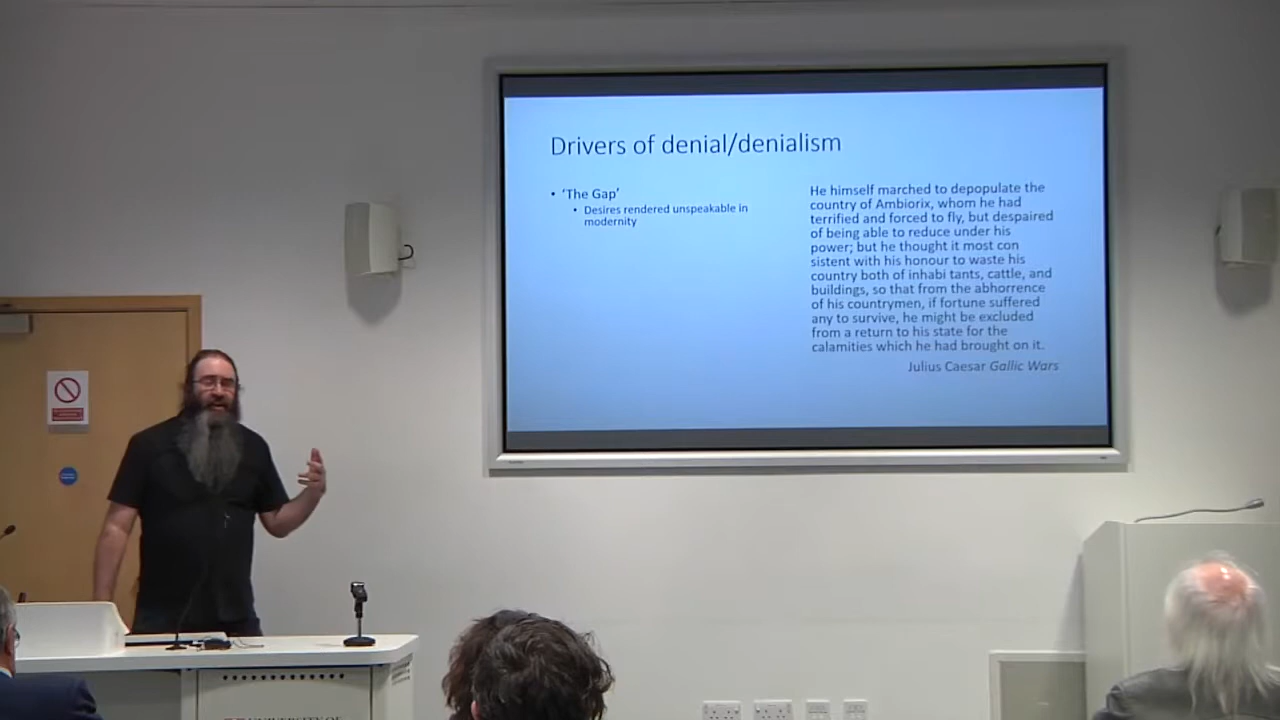 Drivers of denial/denialism
• ‘The Gap’
• Desires rendered unspeakable in
modernity
He himself marched to depopulate the
country of Ambiorix, whom he had
terrified and forced to fly, but despaired
of being able to reduce under his
power; but he thought it most con
sistent with his honour to waste his
country both of inhabi tants, cattle, and
buildings, so that from the abhorrence
of his countrymen, if fortune suffered
any to survive, he might be excluded
from a return to his state for the
calamities which he had brought on it.
Julius Caesar Gallic Wars
UNIVERSITY OF